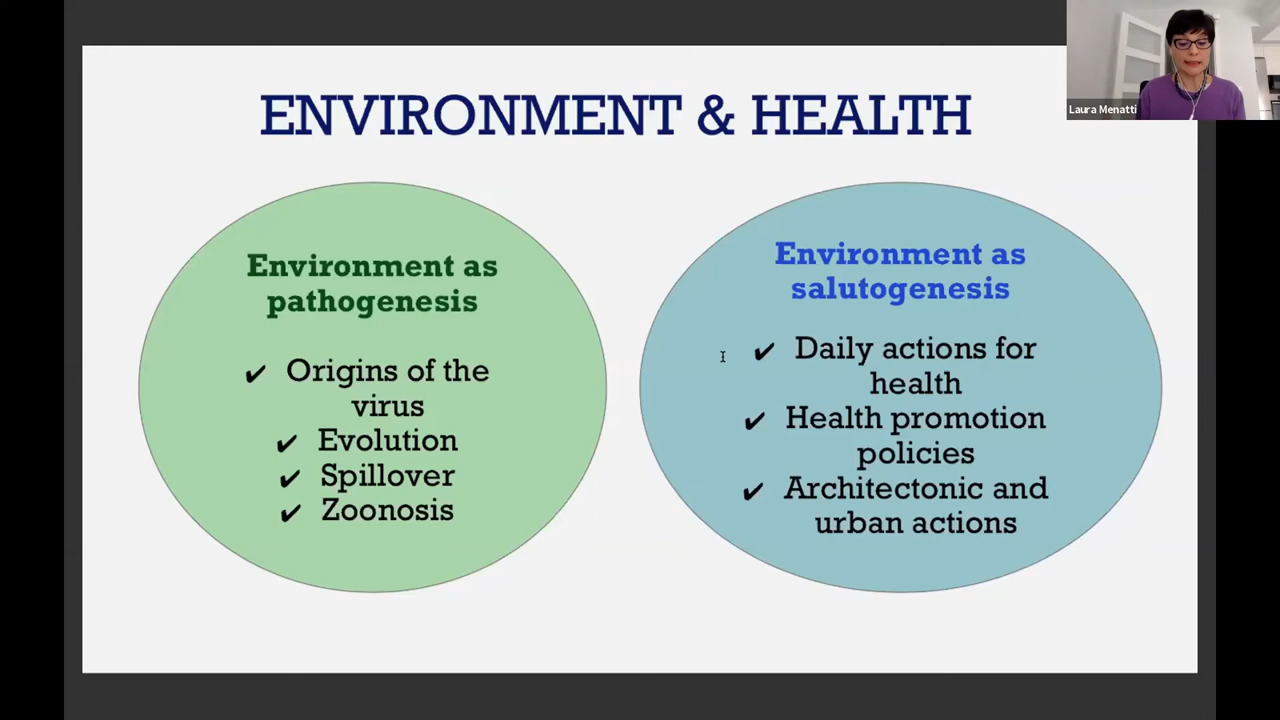 ENVIRONMENT & HEALTH
Laura Menatti
Environment as
pathogenesis
✔ Origins of the
virus
✔ Evolution
✔ Spillover
✔ Zoonosis
Environment as
salutogenesis
✔ Daily actions for
health
✔ Health promotion
policies
✔ Architectonic and
urban actions